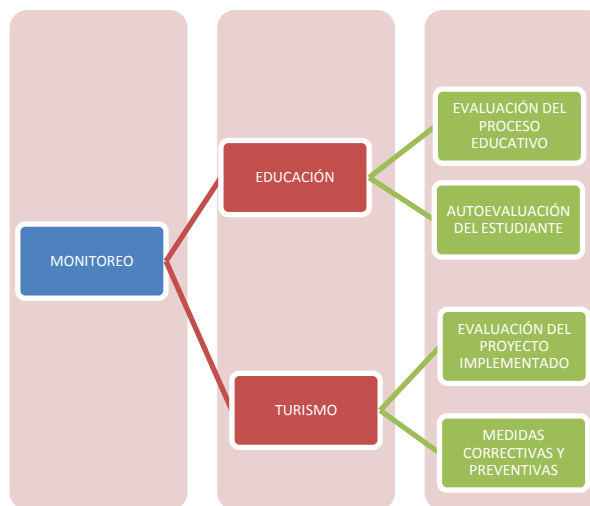 MONITOREO
EDUCACIÓN
EVALUACIÓN DEL
PROCESO
EDUCATIVO
AUTOEVALUACIÓN
DEL ESTUDIANTE
TURISMO
EVALUACIÓN DEL
PROYECTO
IMPLEMENTADO
MEDIDAS
CORRECTIVAS Y
PREVENTIVAS